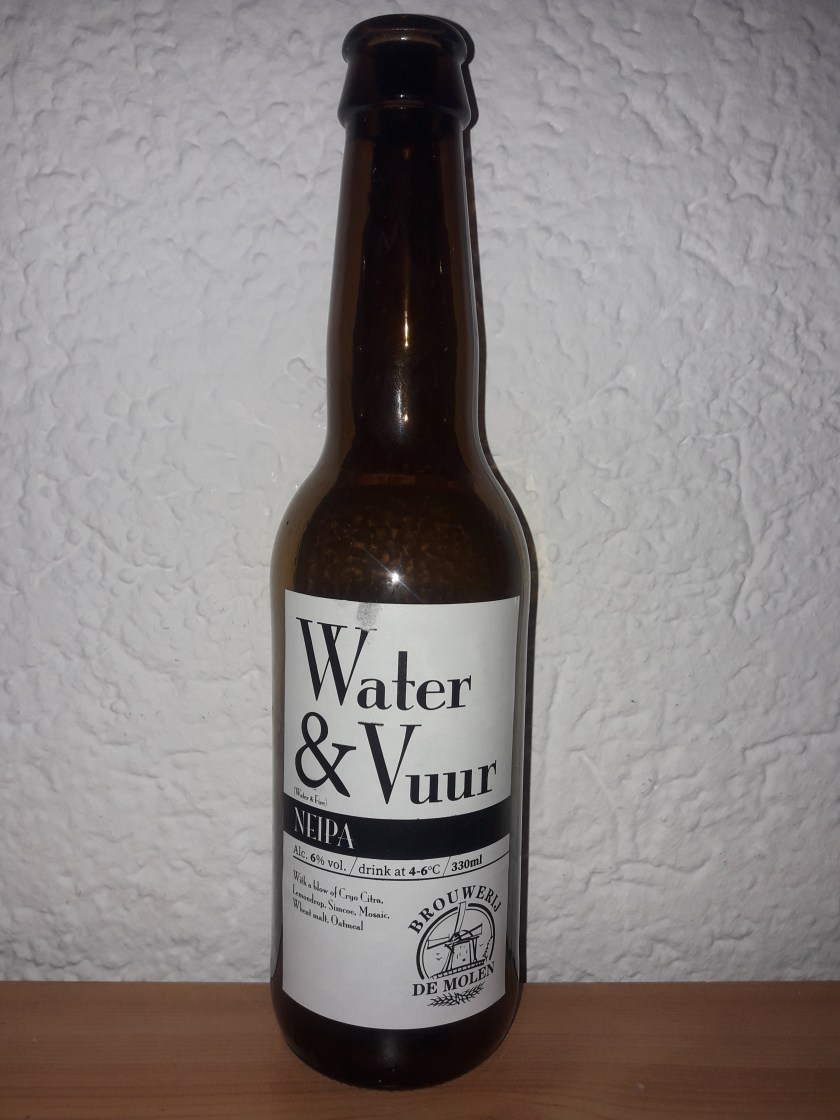 Water
& Vuur
(Water & Fire)
NEIPA
Alc. 6% vol. / drink at 4-6°C / 330ml
With a blow of Cryo Citra,
Lemondrop, Simcoe, Mosaic,
Wheat malt, Oatmeal
BROUWERIJ
DE MOLEN